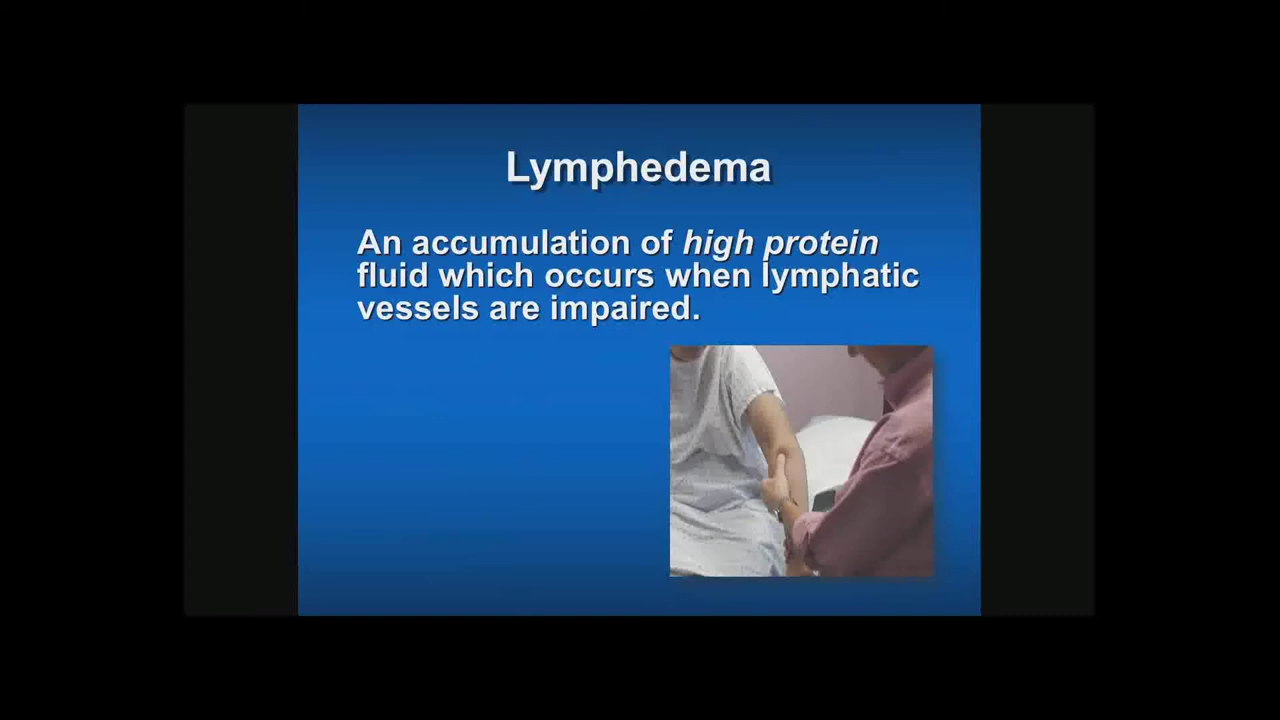 Lymphedema
An accumulation of high protein
fluid which occurs when lymphatic
vessels are impaired.